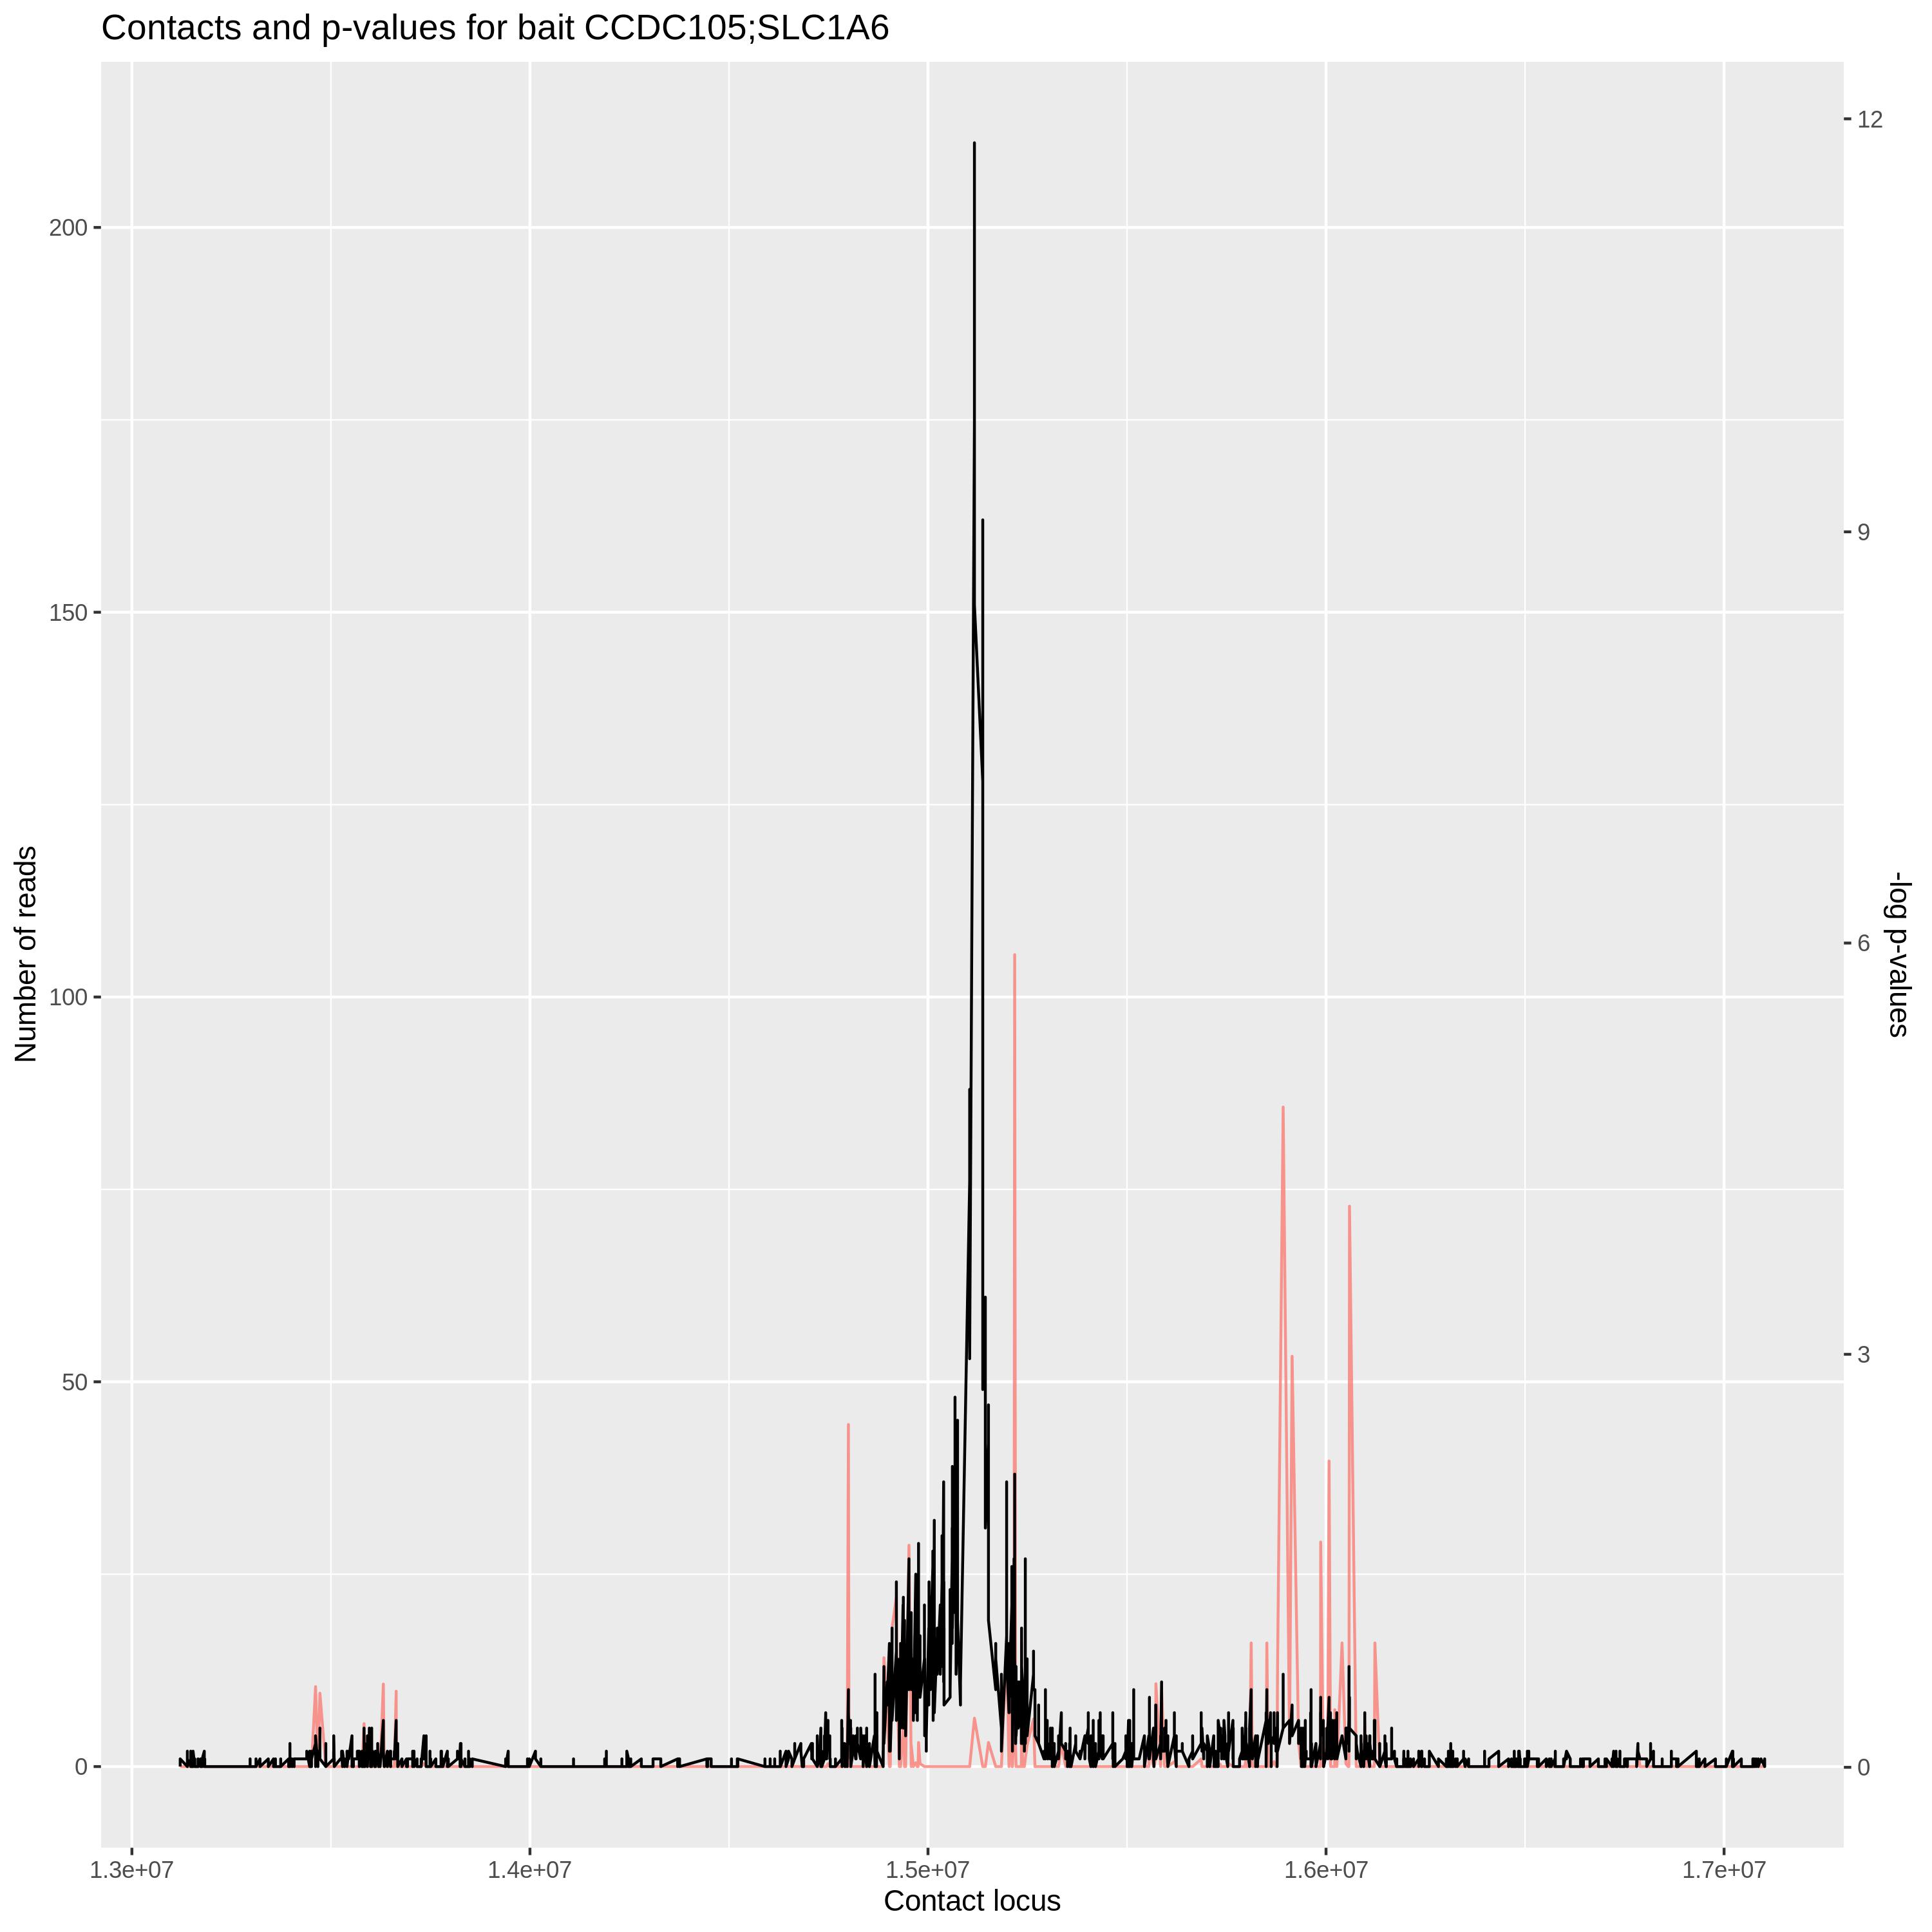 Contacts and p-values for bait CCDC105;SLC1A6
12
200
9
150
Number of reads
-log p-values
6
100
50
3
0
0
1.3e+07 1.4e+07 1.5e+07 1.6e+07 1.7e+07
Contact locus